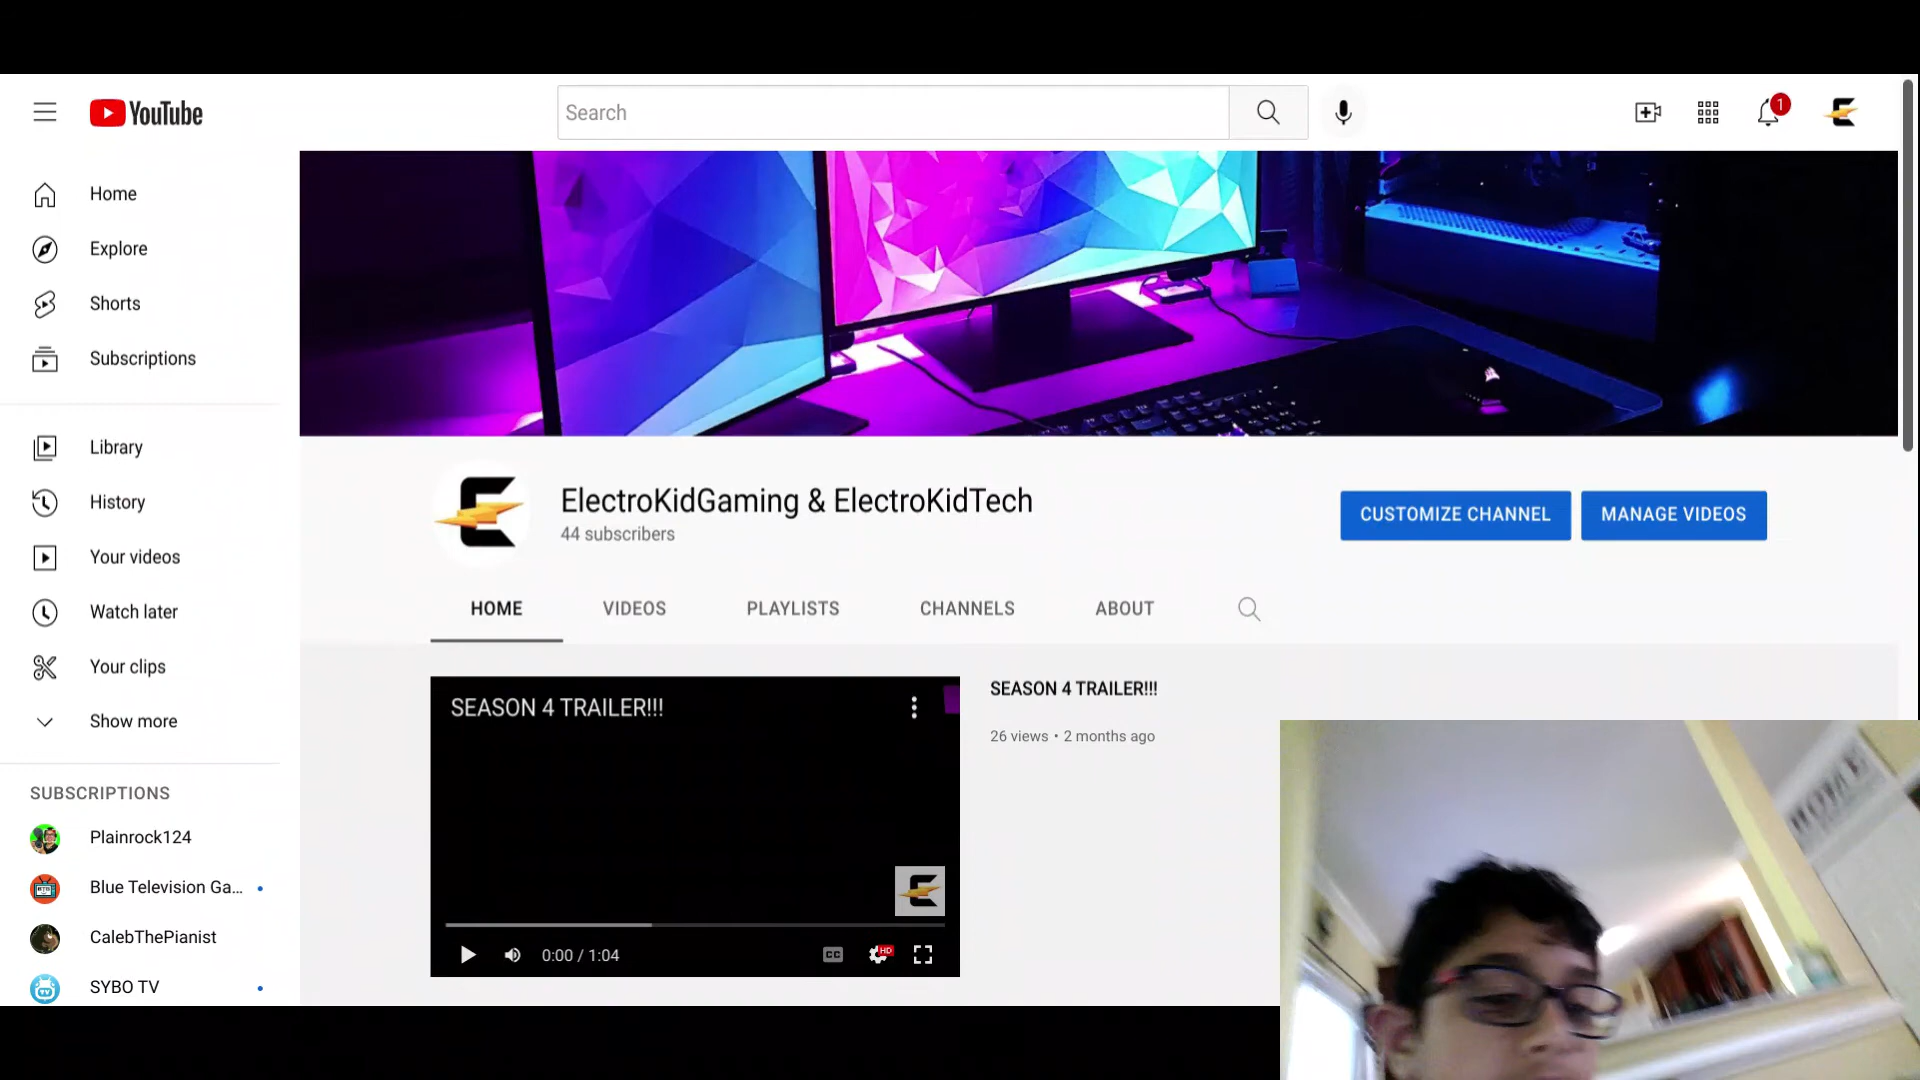 YouTube
Search
1
Home
Explore
Shorts
Subscriptions
Library
History
Your videos
Watch later
Your clips
Show more
SUBSCRIPTIONS
Plainrock124
Blue Television Ga...
CalebThePianist
SYBO TV
ElectroKidGaming & ElectroKidTech
44 subscribers
CUSTOMIZE CHANNEL
MANAGE VIDEOS
HOME
VIDEOS
PLAYLISTS
CHANNELS
ABOUT
SEASON 4 TRAILER!!!
0:00 / 1:04
CC
HD
SEASON 4 TRAILER!!!
26 views • 2 months ago